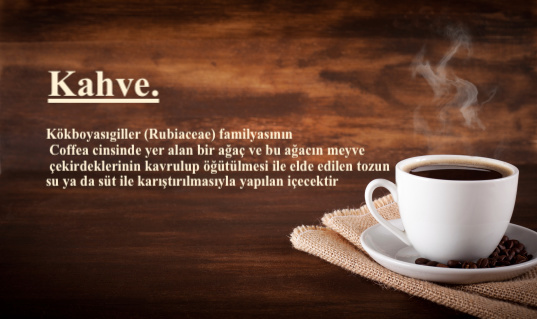 Kahve.
Kökboyasıgiller (Rubiaceae) familyasının
Coffea cinsinde yer alan bir ağaç ve bu ağacın meyve
çekirdeklerinin kavrulup öğütülmesi ile elde edilen tozun
su ya da süt ile karıştırılmasıyla yapılan içecektir